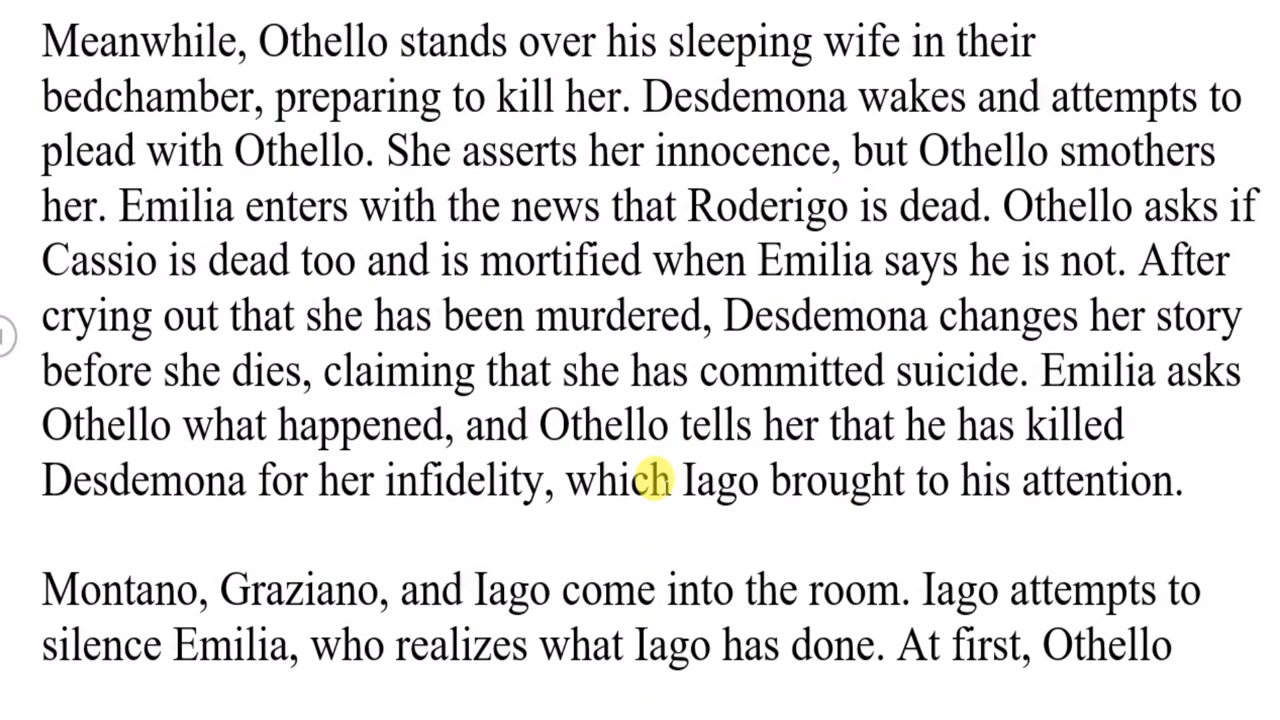 Meanwhile, Othello stands over his sleeping wife in their
bedchamber, preparing to kill her. Desdemona wakes and attempts to
plead with Othello. She asserts her innocence, but Othello smothers
her. Emilia enters with the news that Roderigo is dead. Othello asks if
Cassio is dead too and is mortified when Emilia says he is not. After
crying out that she has been murdered, Desdemona changes her story
before she dies, claiming that she has committed suicide. Emilia asks
Othello what happened, and Othello tells her that he has killed
Desdemona for her infidelity, which Iago brought to his attention.
Montano, Graziano, and Iago come into the room. Iago attempts to
silence Emilia, who realizes what Iago has done. At first, Othello